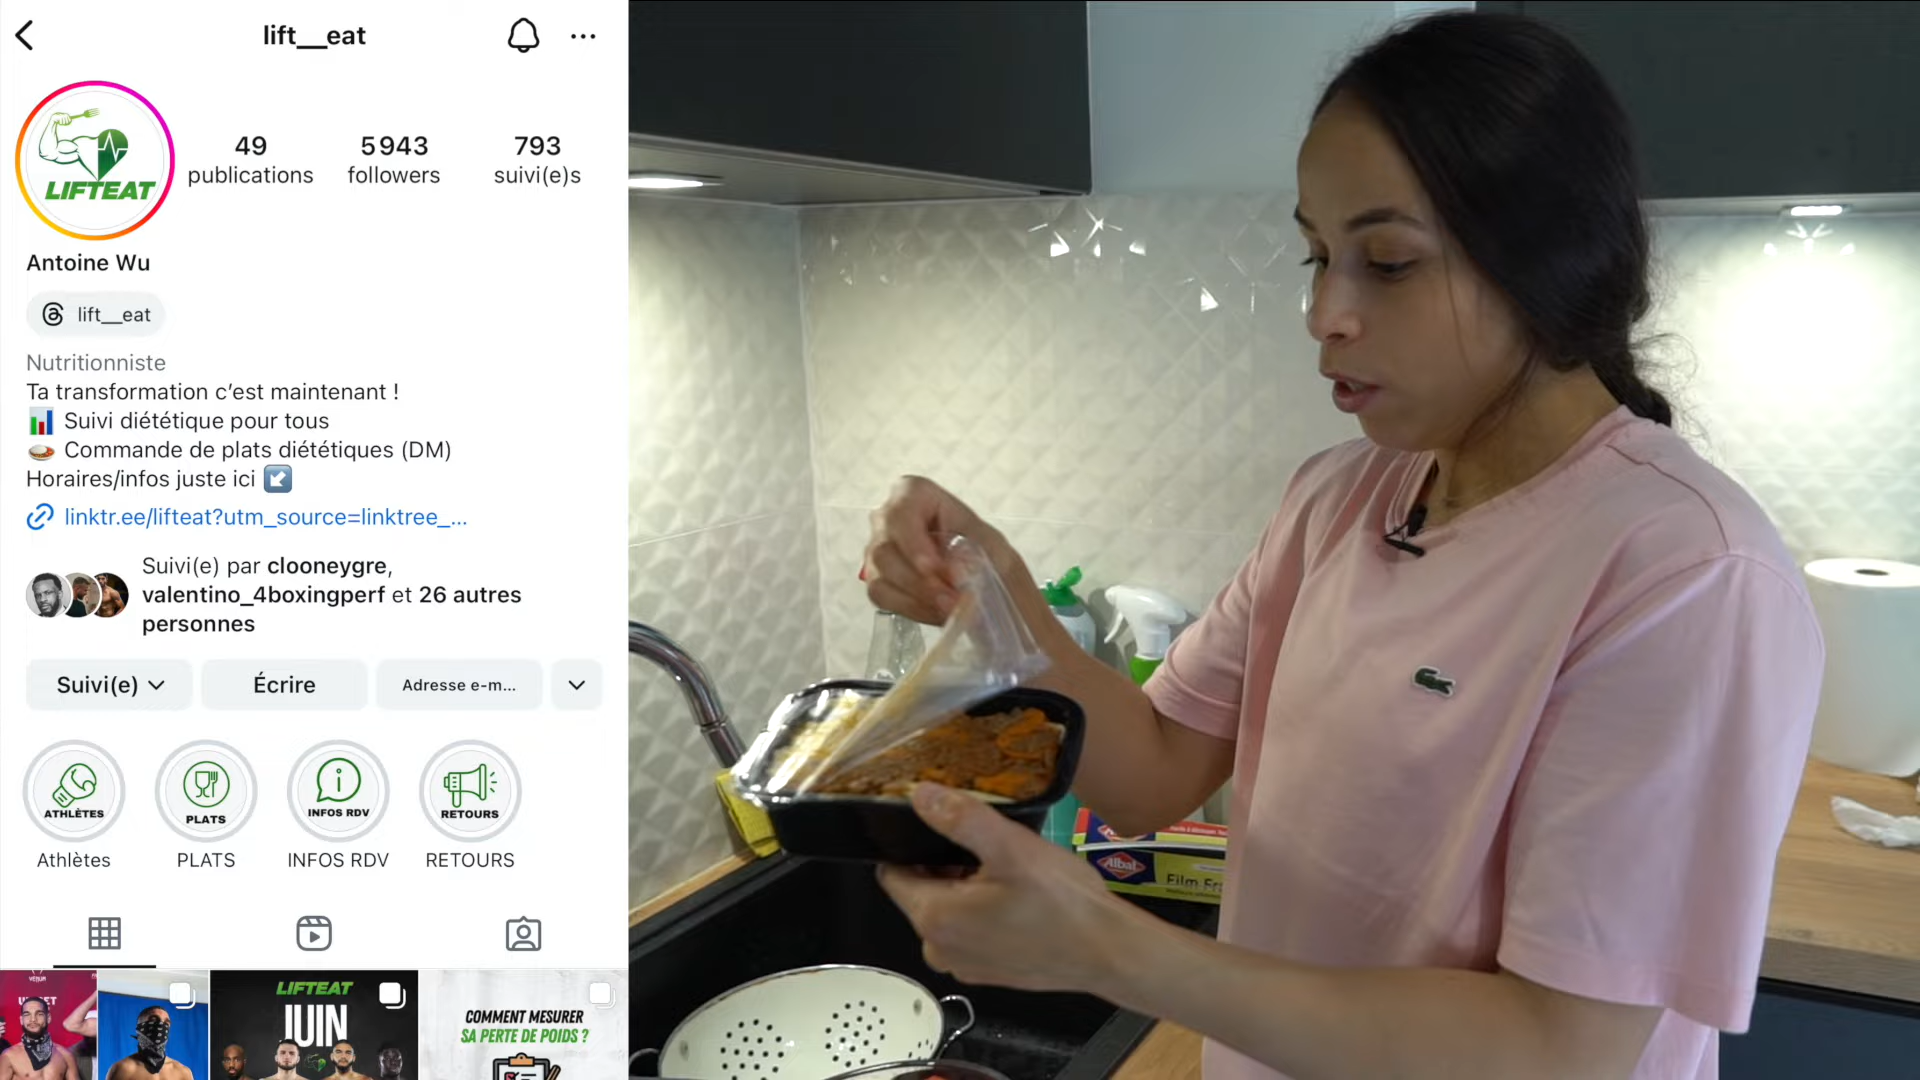 lift__eat
49
publications
5 943
followers
793
suivi(e)s
LIFTEAT
Antoine Wu
lift__eat
Nutritionniste
Ta transformation c’est maintenant !
Suivi diététique pour tous
Commande de plats diététiques (DM)
Horaires/infos juste ici
linktr.ee/lifteat?utm_source=linktree_...
Suivi(e) par clooneygre,
valentino_4boxingperf et 26 autres
personnes
Suivi(e)
Écrire
Adresse e-m...
ATHLÈTES
PLATS
INFOS RDV
RETOURS
Athlètes
PLATS
INFOS RDV
RETOURS
LIFTEAT
JUIN
COMMENT MESURER
SA PERTE DE POIDS ?
Albal
Film Fr